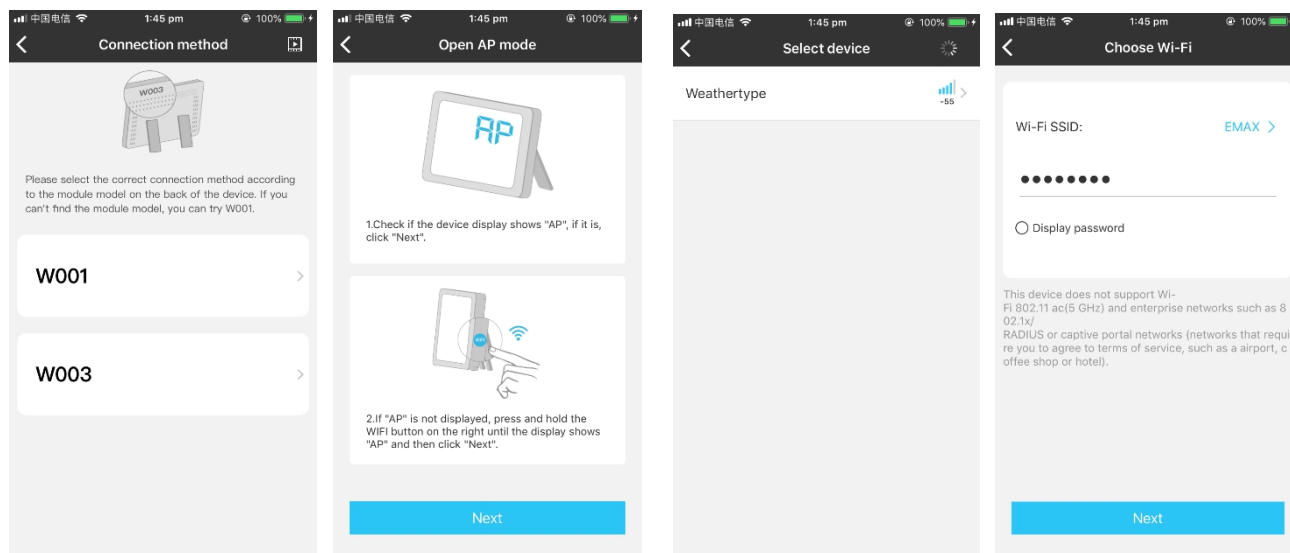 中国电信 1:45 pm 100%
Connection method
W003
Please select the correct connection method according
to the module model on the back of the device. If you
can't find the module model, you can try W001.
W001
W003
中国电信 1:45 pm 100%
Open AP mode
AP
1.Check if the device display shows "AP", if it is,
click "Next".
WIFI
2.If "AP" is not displayed, press and hold the
WIFI button on the right until the display shows
"AP" and then click "Next".
Next
中国电信 1:45 pm 100%
Select device
Weathertype
-55
中国电信 1:45 pm 100%
Choose Wi-Fi
Wi-Fi SSID: EMAX
Display password
This device does not support Wi-
Fi 802.11 ac(5 GHz) and enterprise networks such as 8
02.1x/
RADIUS or captive portal networks (networks that requi
re you to agree to terms of service, such as a airport, c
offee shop or hotel).
Next